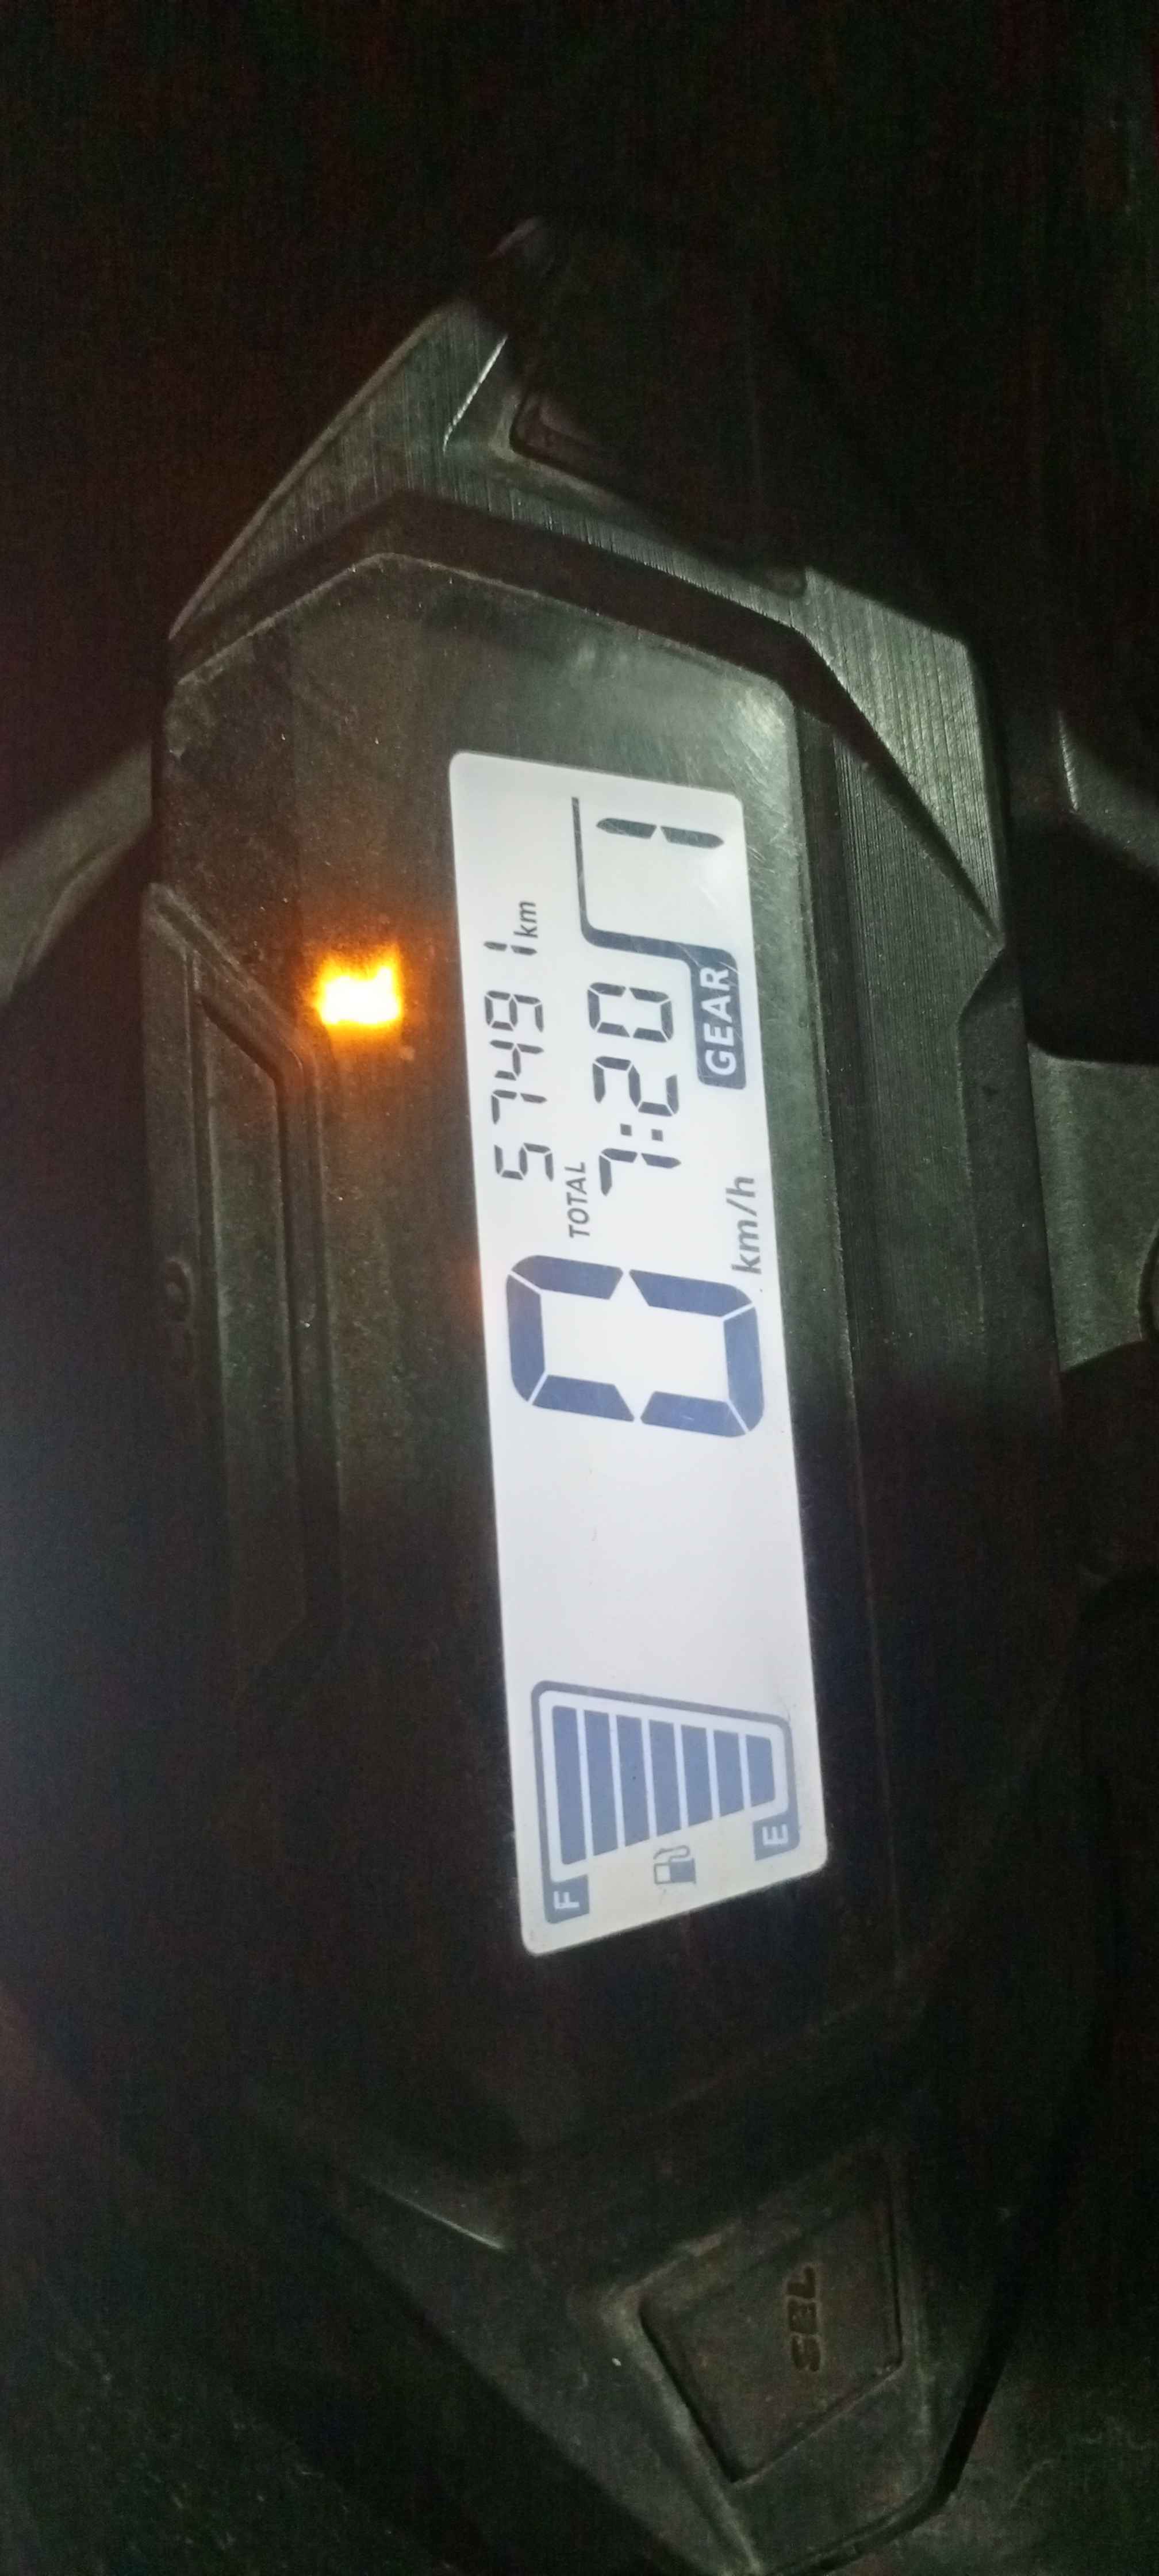 F
E
0
km/h
TOTAL
57491 km
7:20
GEAR
1
SEL